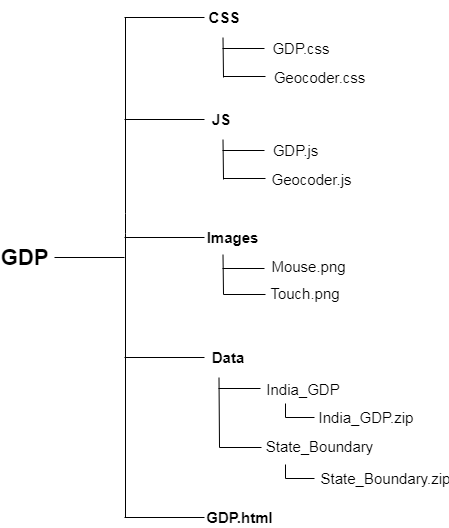 CSS
GDP.css
Geocoder.css
JS
GDP.js
Geocoder.js
GDP
Images
Mouse.png
Touch.png
Data
India_GDP
India_GDP.zip
State_Boundary
State_Boundary.zip
GDP.html